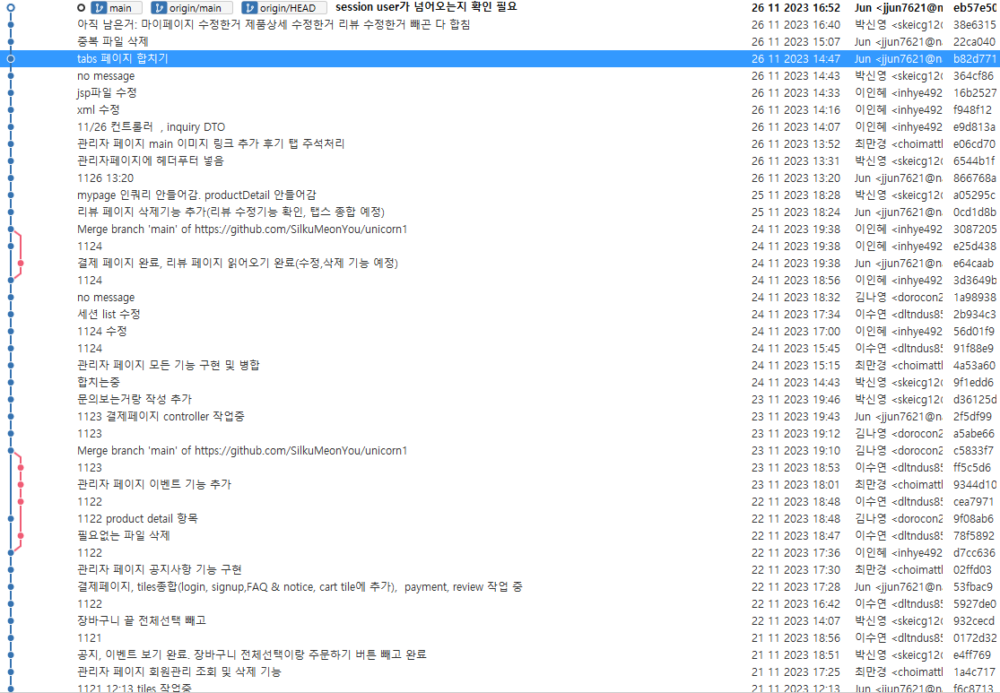 main origin/main origin/HEAD session user가 넘어오는지 확인 필요 26 11 2023 16:52 Jun <jjun7621@n eb57e50
아직 남은거: 마이페이지 수정한거 제품상세 수정한거 리뷰 수정한거 빼곤 다 합침 26 11 2023 16:40 박신영 <skeicg12 38e6315
중복 파일 삭제 26 11 2023 15:07 Jun <jjun7621@n 22ca040
tabs 페이지 합치기 26 11 2023 14:47 Jun <jjun7621@n b82d771
no message 26 11 2023 14:43 박신영 <skeicg12 364cf86
jsp파일 수정 26 11 2023 14:33 이인혜 <inhye492 16b2527
xml 수정 26 11 2023 14:16 이인혜 <inhye492 f948f12
11/26 컨트롤러 , inquiry DTO 26 11 2023 14:07 이인혜 <inhye492 e9d813a
관리자 페이지 main 이미지 링크 추가 후기 탭 주석처리 26 11 2023 13:52 최만경 <choimattl e06cd70
관리자페이지에 헤더푸터 넣음 26 11 2023 13:31 박신영 <skeicg12 6544b1f
1126 13:20 26 11 2023 13:20 Jun <jjun7621@n 866768a
mypage 인쿼리 안들어감. productDetail 안들어감 25 11 2023 18:28 박신영 <skeicg12 a05295c
리뷰 페이지 삭제기능 추가(리뷰 수정기능 확인, 탭스 종합 예정) 25 11 2023 18:24 Jun <jjun7621@n 0cd1d8b
Merge branch 'main' of https://github.com/SilkuMeonYou/unicorn1 24 11 2023 19:38 이인혜 <inhye492 3087205
1124 24 11 2023 19:38 이인혜 <inhye492 e25d438
결제 페이지 완료, 리뷰 페이지 읽어오기 완료(수정,삭제 기능 예정) 24 11 2023 19:38 Jun <jjun7621@n e64caab
1124 24 11 2023 18:56 이인혜 <inhye492 3d3649b
no message 24 11 2023 18:32 김나영 <dorocon2 1a98938
세션 list 수정 24 11 2023 17:34 이수연 <dltndus85 2b934c3
1124 수정 24 11 2023 17:00 이인혜 <inhye492 56d01f9
1124 24 11 2023 15:45 이수연 <dltndus85 91f88e9
관리자 페이지 모든 기능 구현 및 병합 24 11 2023 15:15 최만경 <choimattl 4a53a60
합치는중 24 11 2023 14:43 박신영 <skeicg12 9f1edd6
문의보는거랑 작성 추가 23 11 2023 19:46 박신영 <skeicg12 d36125d
1123 결제페이지 controller 작업중 23 11 2023 19:43 Jun <jjun7621@n 2f5df99
1123 23 11 2023 19:12 김나영 <dorocon2 a5abe66
Merge branch 'main' of https://github.com/SilkuMeonYou/unicorn1 23 11 2023 19:10 김나영 <dorocon2 c5833f7
1123 23 11 2023 18:53 이수연 <dltndus85 ff5c5d6
관리자 페이지 이벤트 기능 추가 23 11 2023 18:01 최만경 <choimattl 9344d10
1122 22 11 2023 18:48 이수연 <dltndus85 cea7971
1122 product detail 항목 22 11 2023 18:48 김나영 <dorocon2 9f08ab6
필요없는 파일 삭제 22 11 2023 18:47 이수연 <dltndus85 78f5892
1122 22 11 2023 17:36 이인혜 <inhye492 d7cc636
관리자 페이지 공지사항 기능 구현 22 11 2023 17:30 최만경 <choimattl 02ffd03
결제페이지, tiles종합(login, signup,FAQ & notice, cart tile에 추가), payment, review 작업 중 22 11 2023 17:28 Jun <jjun7621@n 53fbac9
1122 22 11 2023 16:42 이수연 <dltndus85 5927de0
장바구니 끝 전체선택 빼고 22 11 2023 14:07 박신영 <skeicg12 932cecd
1121 21 11 2023 18:56 이수연 <dltndus85 0172d32
공지, 이벤트 보기 완료. 장바구니 전체선택이랑 주문하기 버튼 빼고 완료 21 11 2023 18:51 박신영 <skeicg12 e4ff769
관리자 페이지 회원관리 조회 및 삭제 기능 21 11 2023 17:25 최만경 <choimattl 1a4c717
1121 12:13 tiles 작업중 21 11 2023 12:13 Jun <jjun7621@n f6c8713